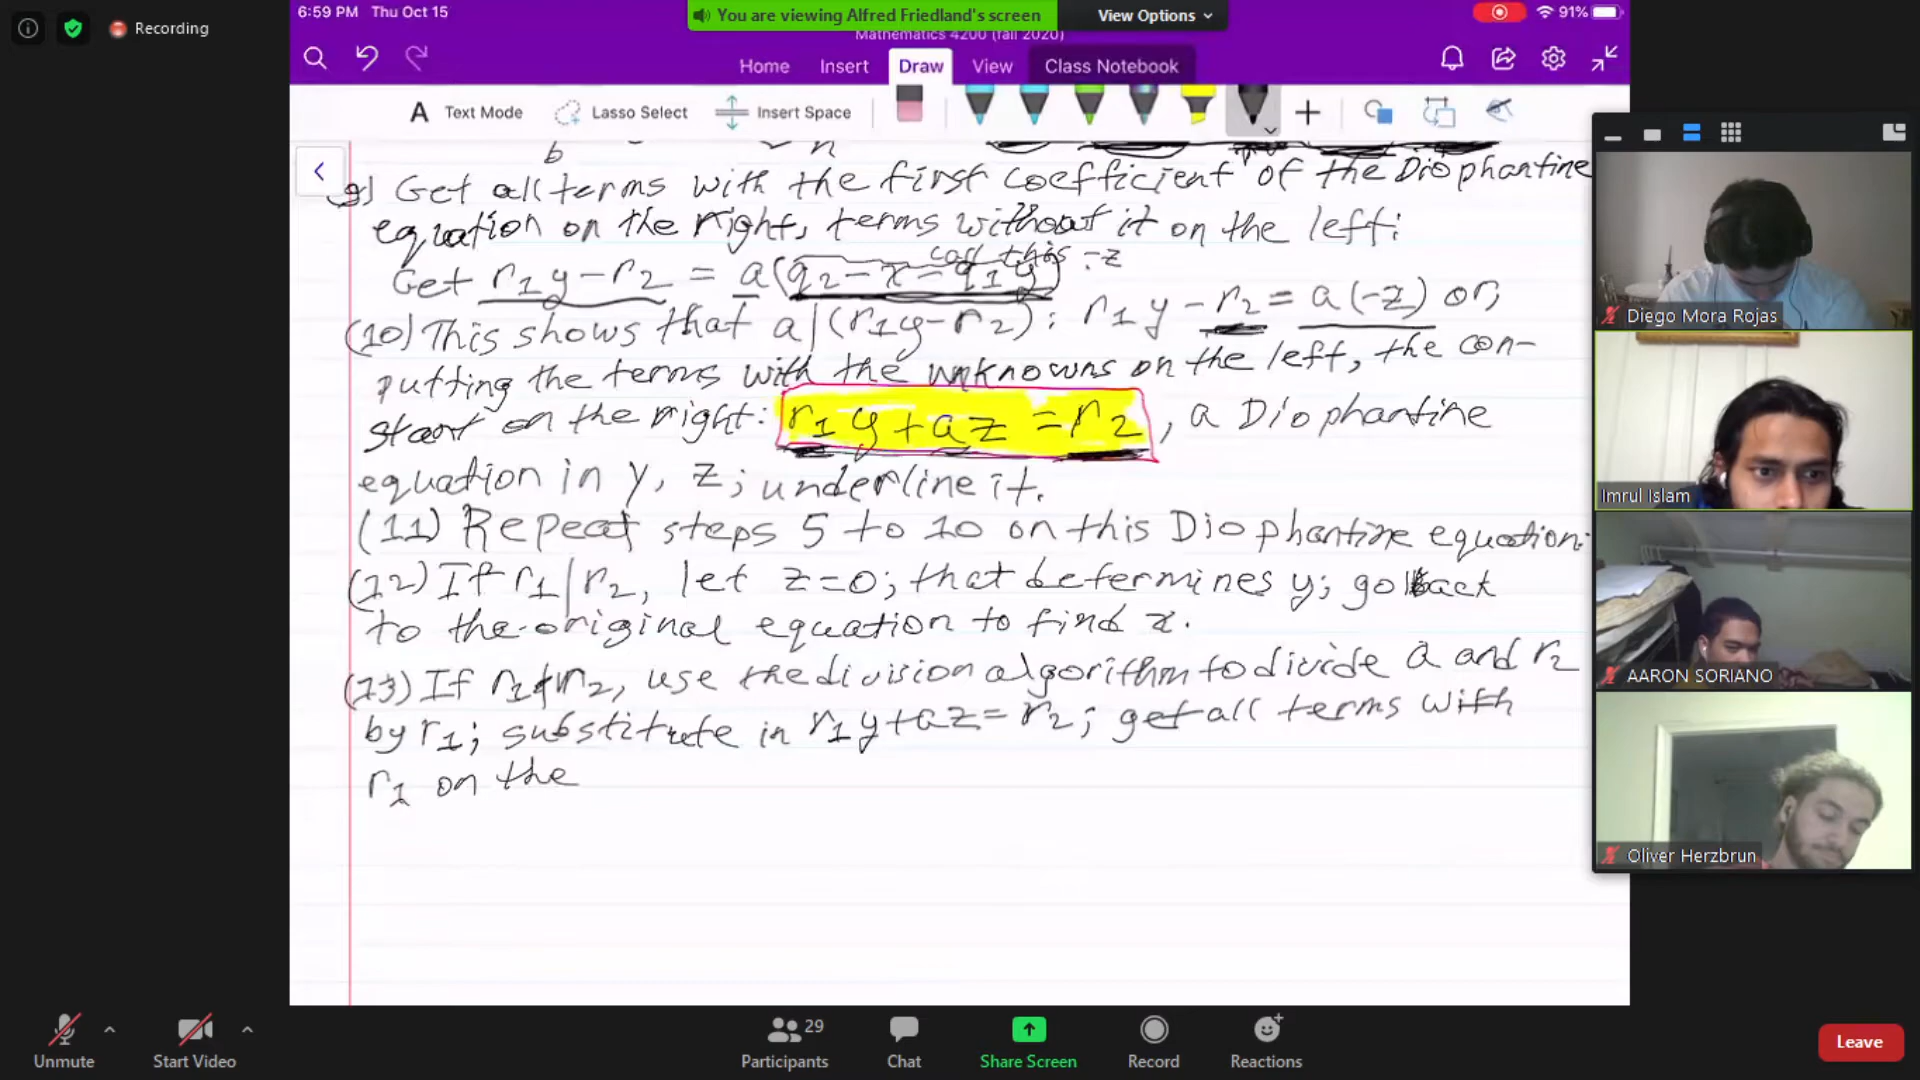 6:59 PM Thu Oct 15
Recording
You are viewing Alfred Friedland's screen
View Options
91%
Mathematics 4200 (fall 2020)
Home Insert Draw View Class Notebook
Text Mode Lasso Select Insert Space
b n
9) Get all terms with the first coefficient of the Diophantine
equation on the right, terms without it on the left:
call this -z
Get r₁y-r₂ = a(q₂-x-q₁y)
(10) This shows that a|(r₁y-r₂): r₁y-r₂=a(-z) or,
putting the terms with the unknowns on the left, the con-
stant on the right: r₁y+az=r₂, a Diophantine
equation in y, z; underline it.
(11) Repeat steps 5 to 10 on this Diophantine equation:
(12) If r₁|r₂, let z=0; that determines y; go back
to the original equation to find x.
(13) If r₁∤r₂, use the division algorithm to divide a and r₂
by r₁; substitute in r₁y+az=r₂; get all terms with
r₁ on the
Diego Mora Rojas
Imrul Islam
AARON SORIANO
Oliver Herzbrun
Unmute
Start Video
29
Participants
Chat
Share Screen
Record
Reactions
Leave